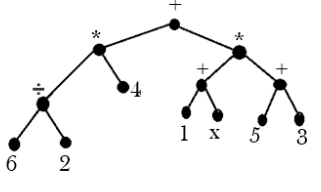 +
* *
÷ 4 + +
1 x 5 3
6 2